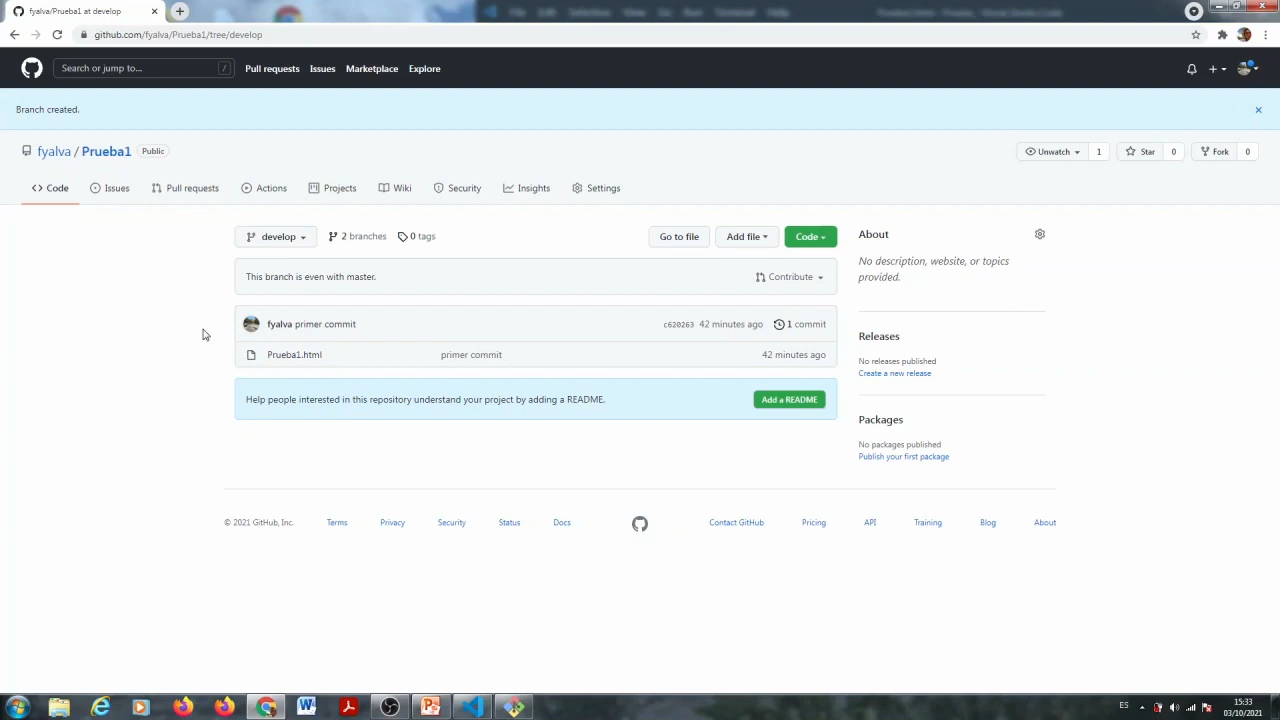 fyalva/Prueba1 at develop
github.com/fyalva/Prueba1/tree/develop
Search or jump to... /
Pull requests Issues Marketplace Explore
Branch created.
fyalva / Prueba1 Public
Unwatch 1 Star 0 Fork 0
Code Issues Pull requests Actions Projects Wiki Security Insights Settings
develop 2 branches 0 tags Go to file Add file Code
This branch is even with master. Contribute
fyalva primer commit c620263 42 minutes ago 1 commit
Prueba1.html primer commit 42 minutes ago
Help people interested in this repository understand your project by adding a README. Add a README
About
No description, website, or topics
provided.
Releases
No releases published
Create a new release
Packages
No packages published
Publish your first package
© 2021 GitHub, Inc. Terms Privacy Security Status Docs Contact GitHub Pricing API Training Blog About
ES 15:33
03/10/2021